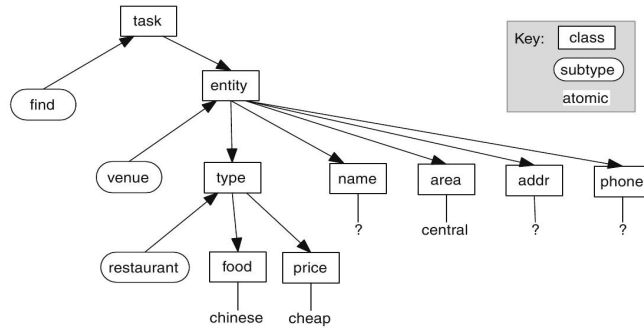 task
Key: class
subtype
atomic
find
entity
venue
type
name
area
addr
phone
?
central
?
?
restaurant
food
price
chinese
cheap